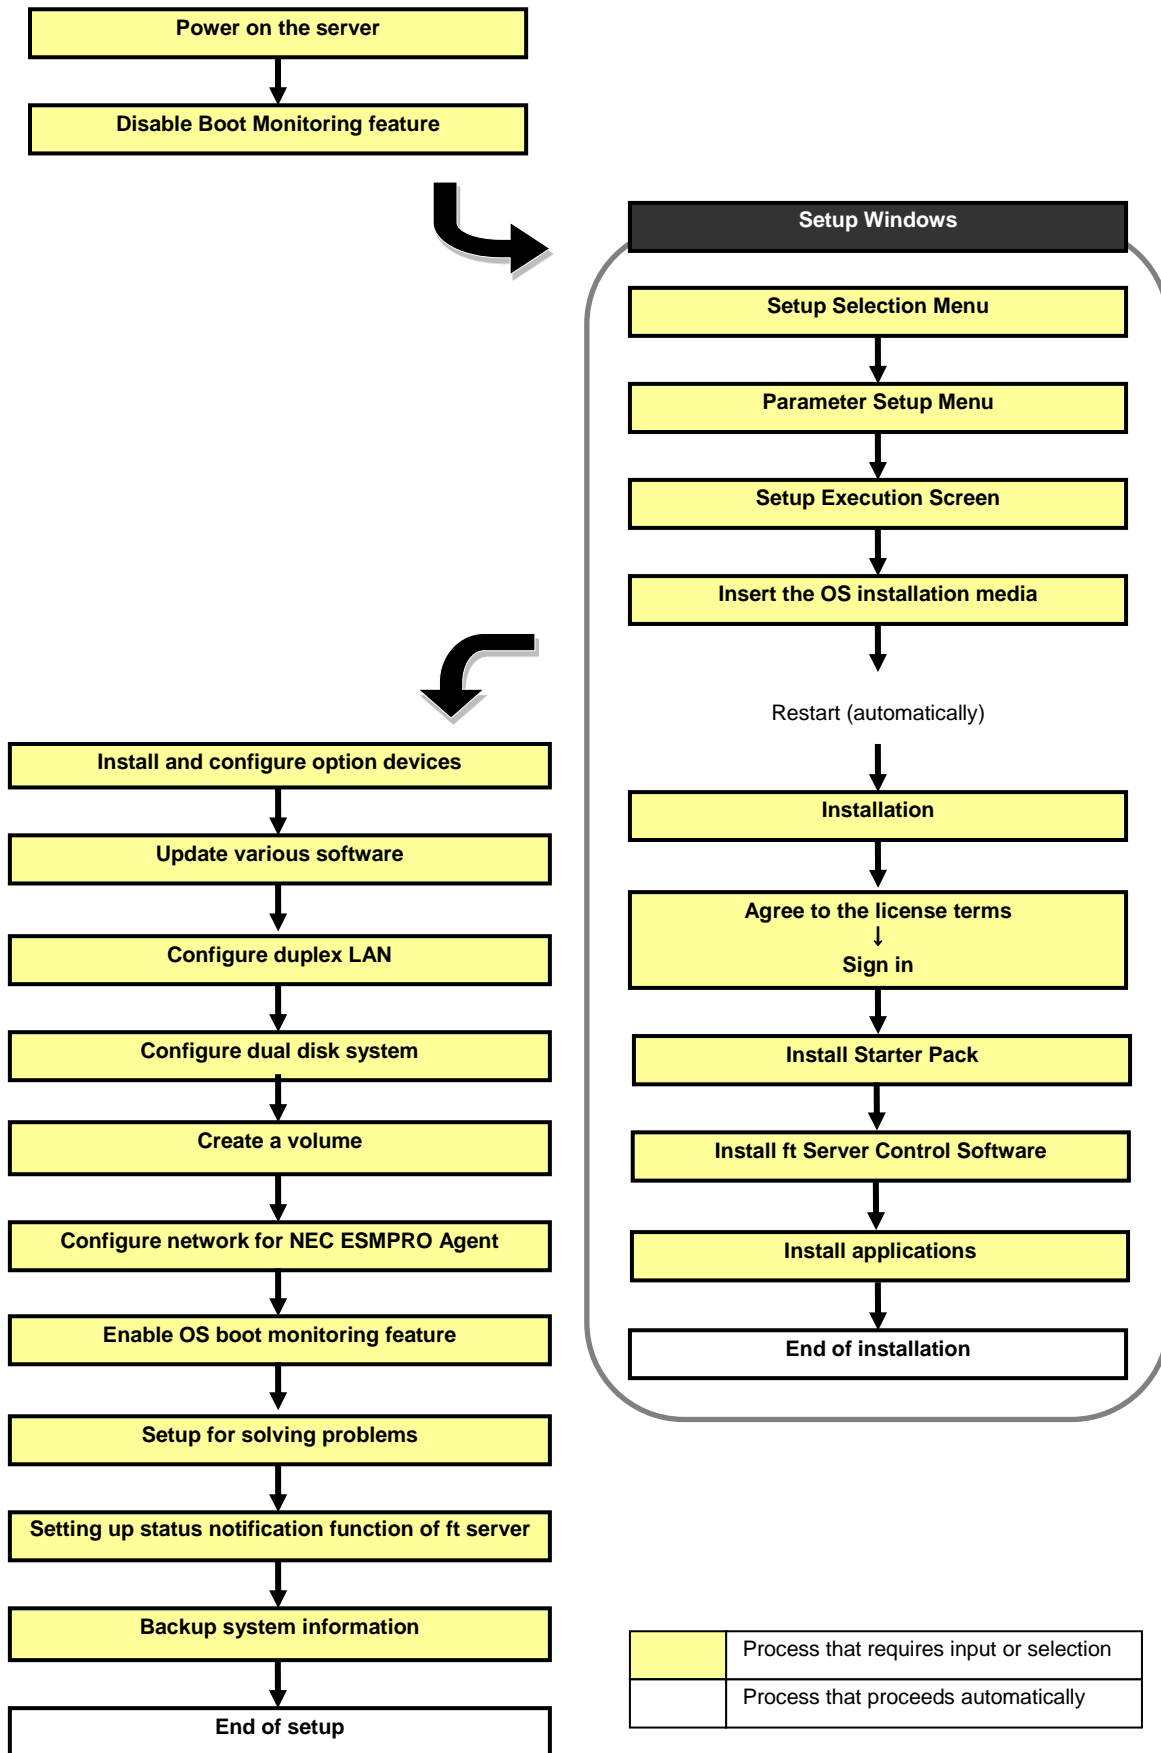 Power on the server
Disable Boot Monitoring feature
Setup Windows
Setup Selection Menu
Parameter Setup Menu
Setup Execution Screen
Insert the OS installation media
Restart (automatically)
Installation
Agree to the license terms
↓
Sign in
Install Starter Pack
Install ft Server Control Software
Install applications
End of installation
Install and configure option devices
Update various software
Configure duplex LAN
Configure dual disk system
Create a volume
Configure network for NEC ESMPRO Agent
Enable OS boot monitoring feature
Setup for solving problems
Setting up status notification function of ft server
Backup system information
End of setup
Process that requires input or selection
Process that proceeds automatically